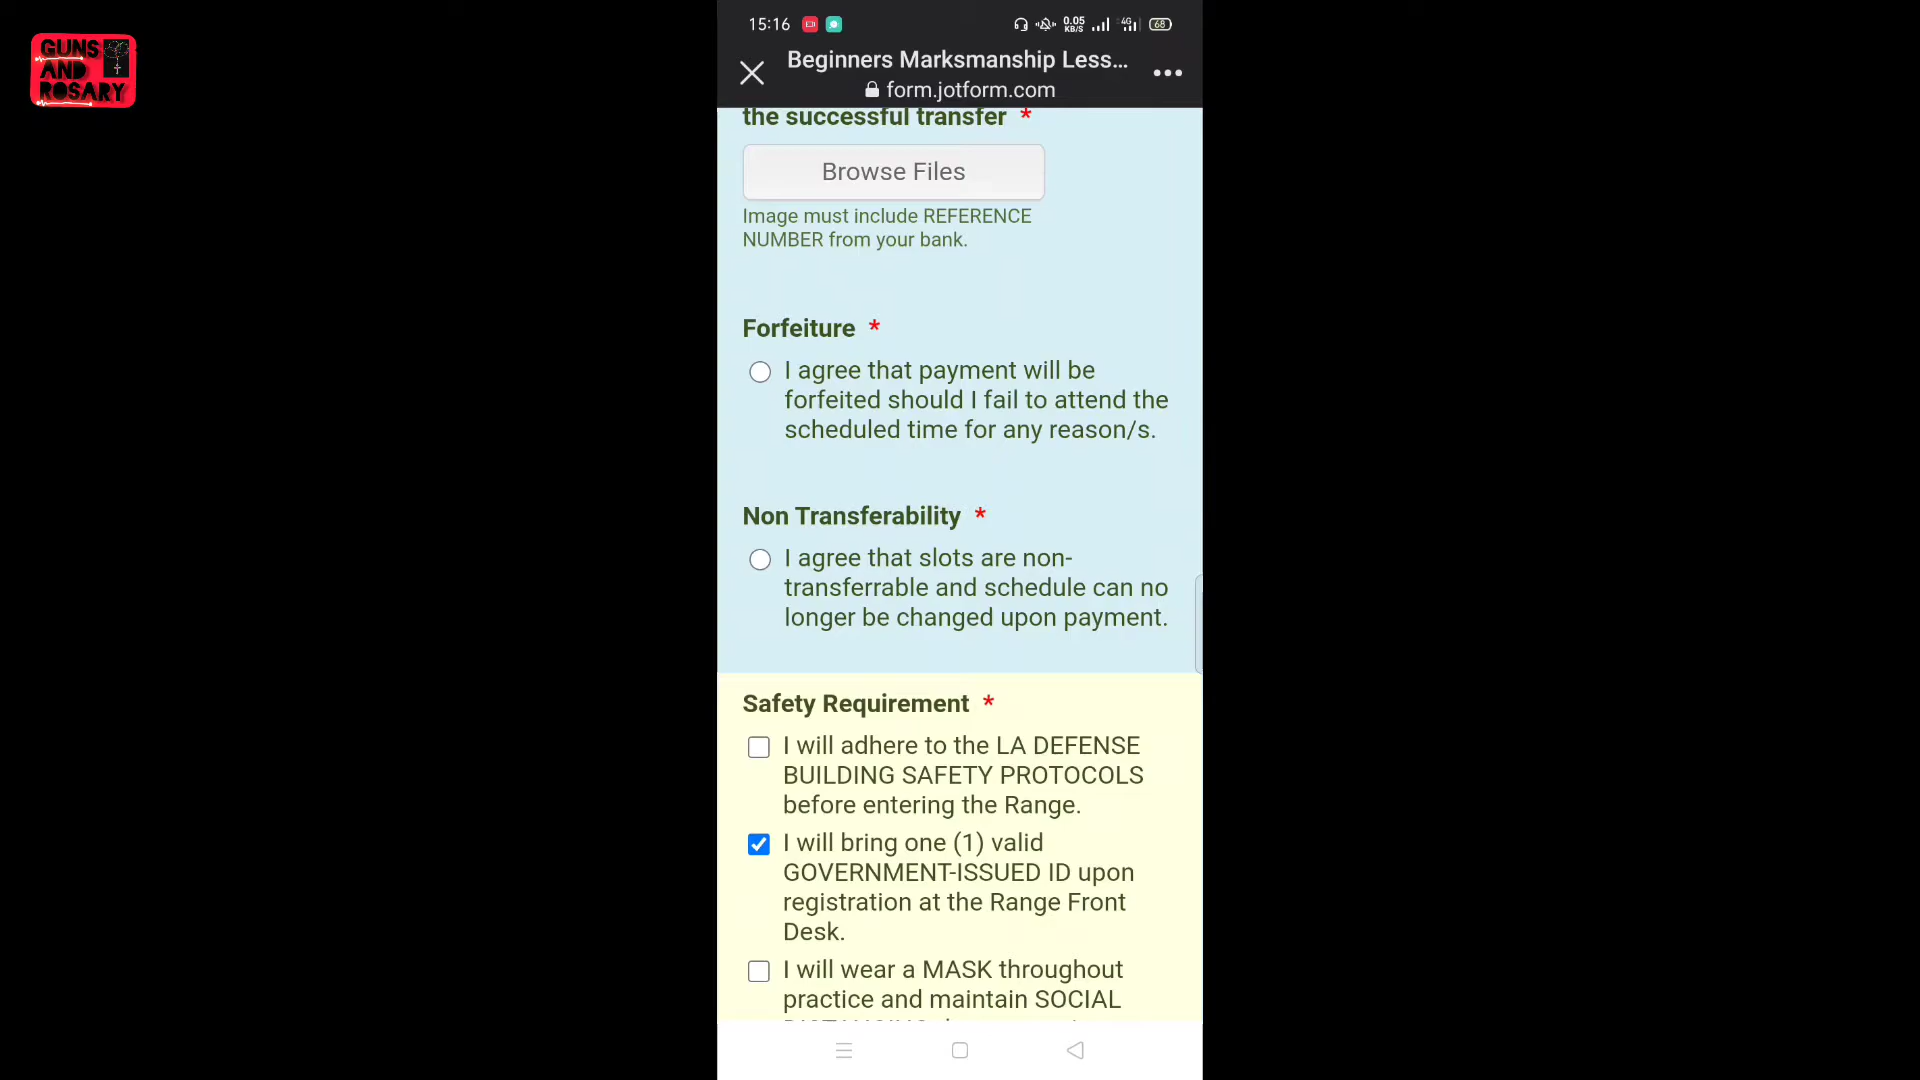 GUNS
AND
ROSARY
15:16
0.05
KB/S
4G
68
Beginners Marksmanship Less...
form.jotform.com
the successful transfer *
Browse Files
Image must include REFERENCE
NUMBER from your bank.
Forfeiture *
I agree that payment will be
forfeited should I fail to attend the
scheduled time for any reason/s.
Non Transferability *
I agree that slots are non-
transferrable and schedule can no
longer be changed upon payment.
Safety Requirement *
I will adhere to the LA DEFENSE
BUILDING SAFETY PROTOCOLS
before entering the Range.
I will bring one (1) valid
GOVERNMENT-ISSUED ID upon
registration at the Range Front
Desk.
I will wear a MASK throughout
practice and maintain SOCIAL